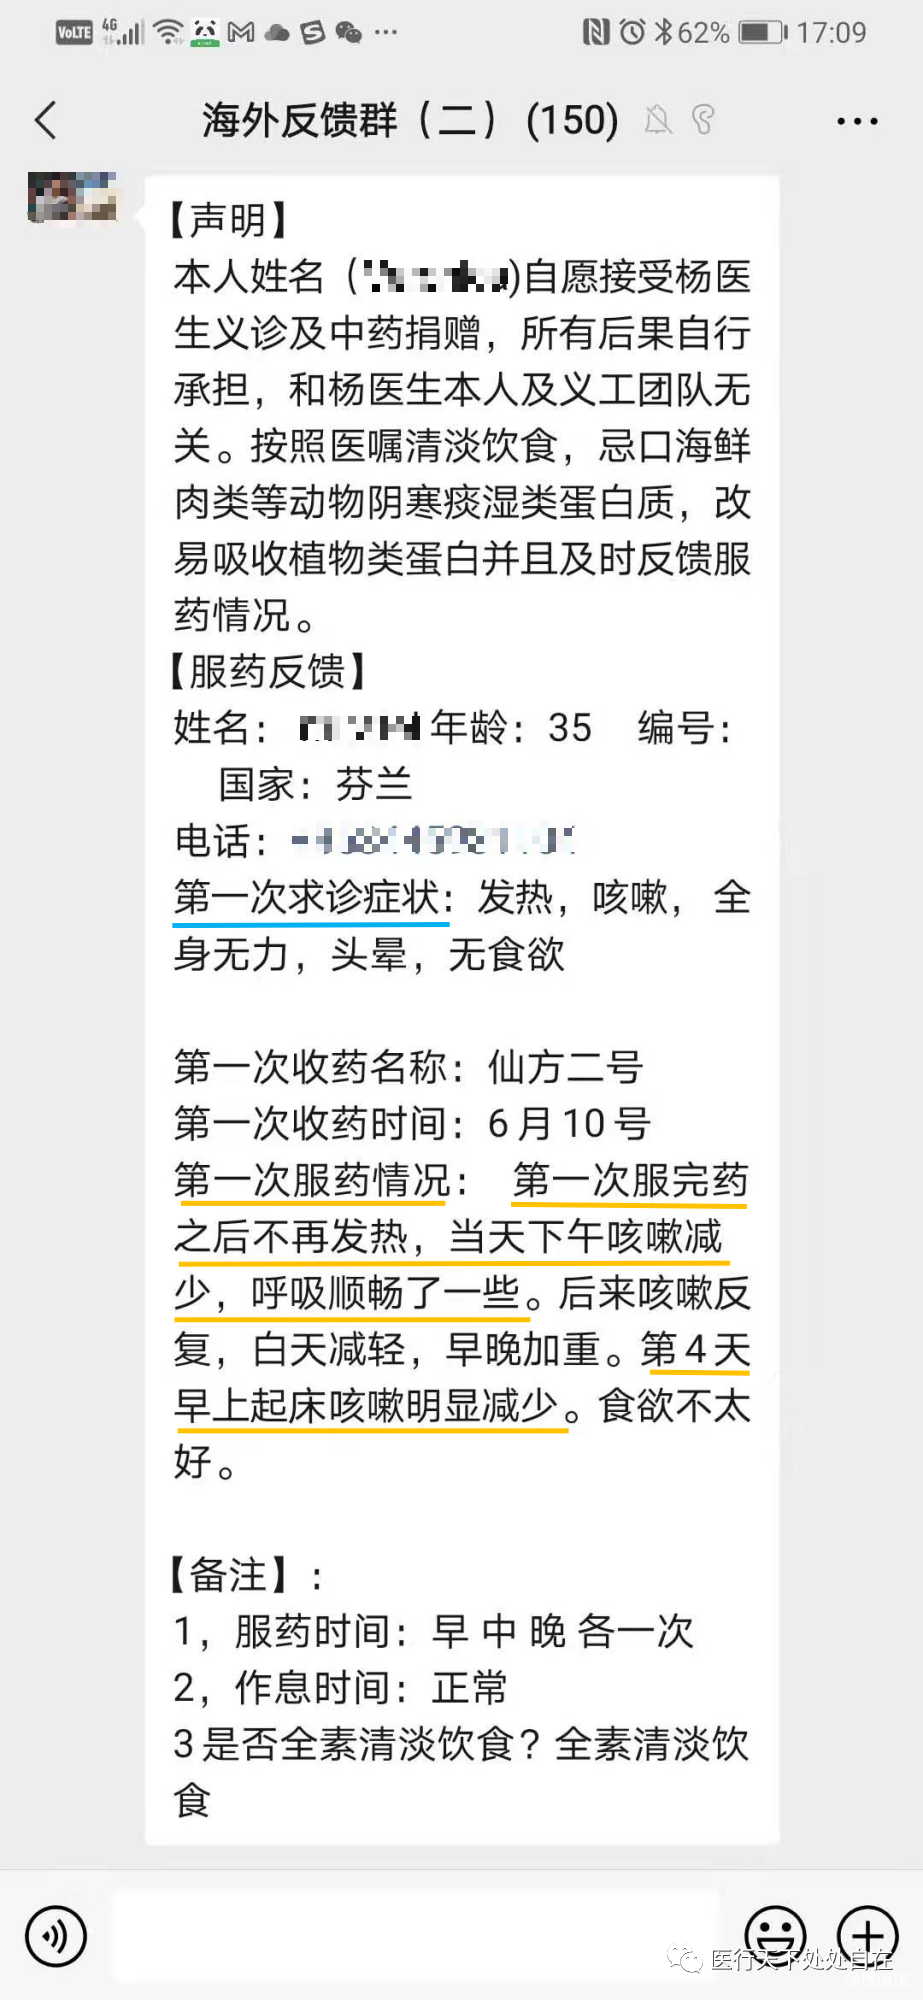 VoLTE 4G 62% 17:09
海外反馈群（二）(150)
【声明】
本人姓名（)自愿接受杨医
生义诊及中药捐赠，所有后果自行
承担，和杨医生本人及义工团队无
关。按照医嘱清淡饮食，忌口海鲜
肉类等动物阴寒痰湿类蛋白质，改
易吸收植物类蛋白并且及时反馈服
药情况。
【服药反馈】
姓名： 年龄：35 编号：
国家：芬兰
电话：
第一次求诊症状：发热，咳嗽，全
身无力，头晕，无食欲
第一次收药名称：仙方二号
第一次收药时间：6月10号
第一次服药情况： 第一次服完药
之后不再发热，当天下午咳嗽减
少，呼吸顺畅了一些。后来咳嗽反
复，白天减轻，早晚加重。第4天
早上起床咳嗽明显减少。食欲不太
好。
【备注】：
1，服药时间：早 中 晚 各一次
2，作息时间：正常
3是否全素清淡饮食？全素清淡饮
食
医行天下处处自在